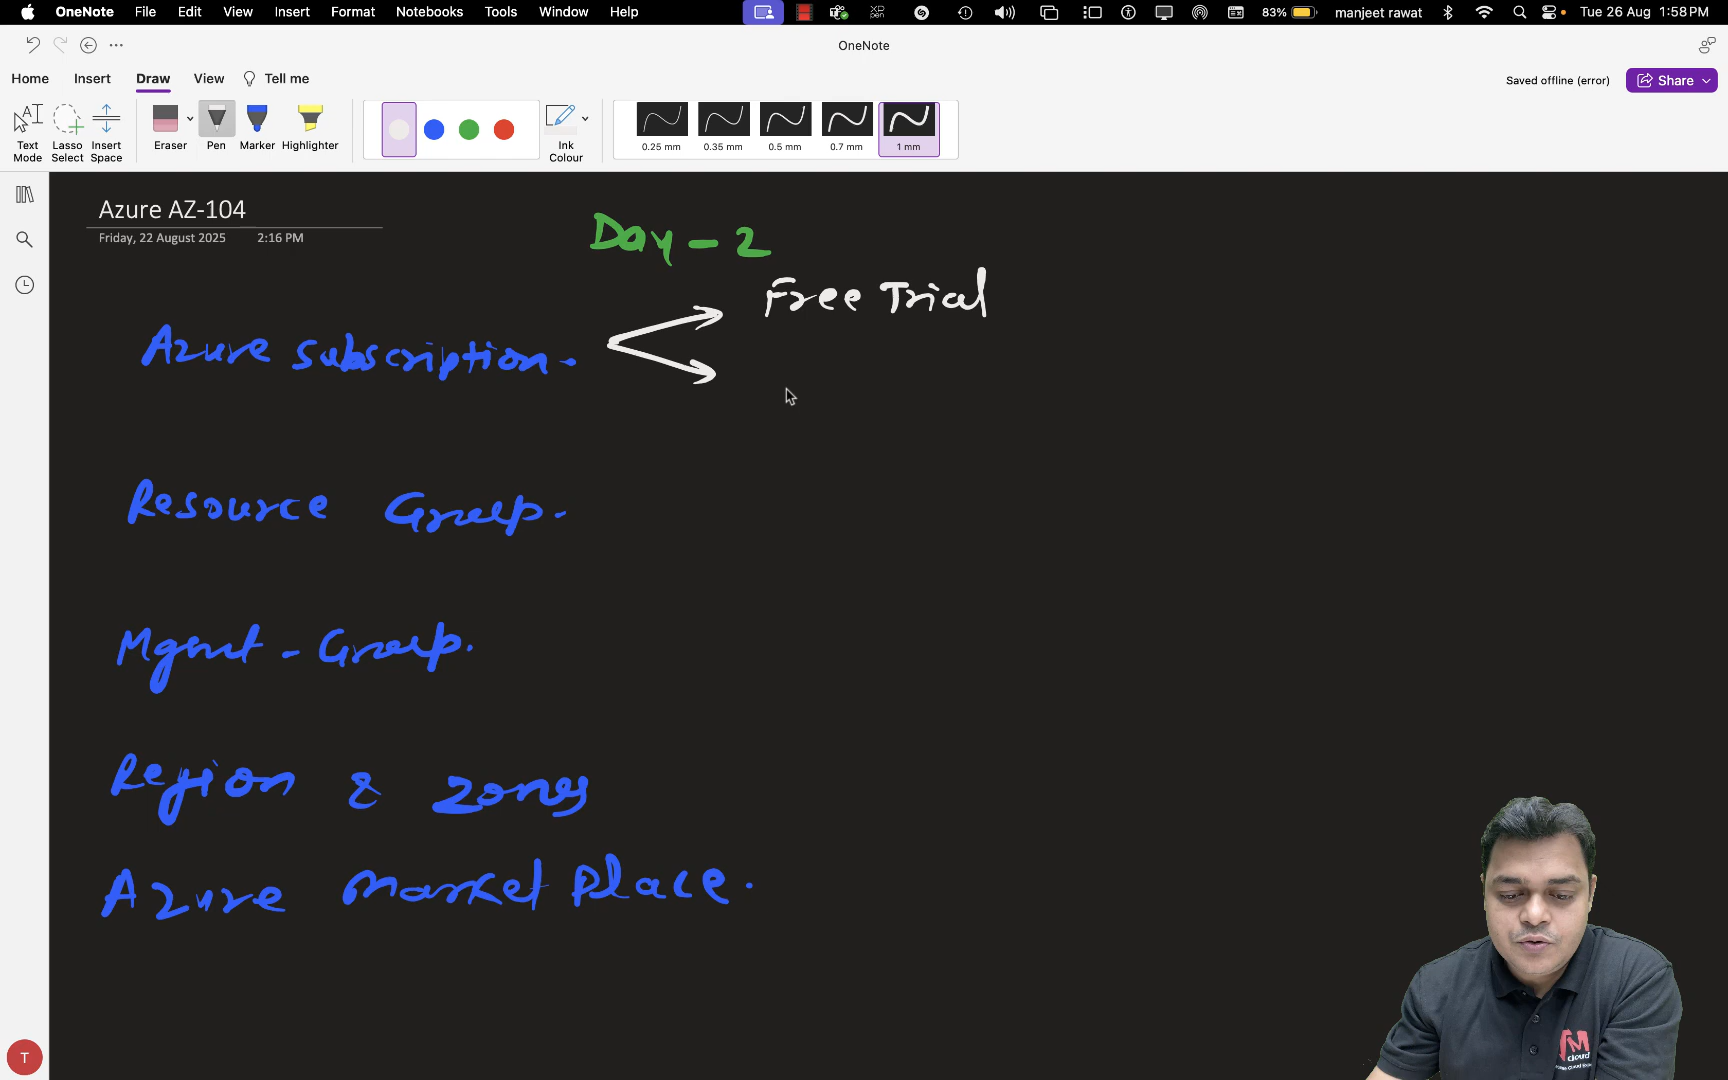 OneNote File Edit View Insert Format Notebooks Tools Window Help XP pen 83% manjeet rawat Tue 26 Aug 1:58 PM
OneNote
Home Insert Draw View Tell me Saved offline (error) Share
Text Mode Lasso Select Insert Space Eraser Pen Marker Highlighter Ink Colour 0.25 mm 0.35 mm 0.5 mm 0.7 mm 1 mm
Azure AZ-104
Friday, 22 August 2025 2:16 PM
Day - 2
Free Trial
Azure subscription.
Resource Group.
Mgmt - Group.
Region & zones
Azure market Place.
M
cloud
T